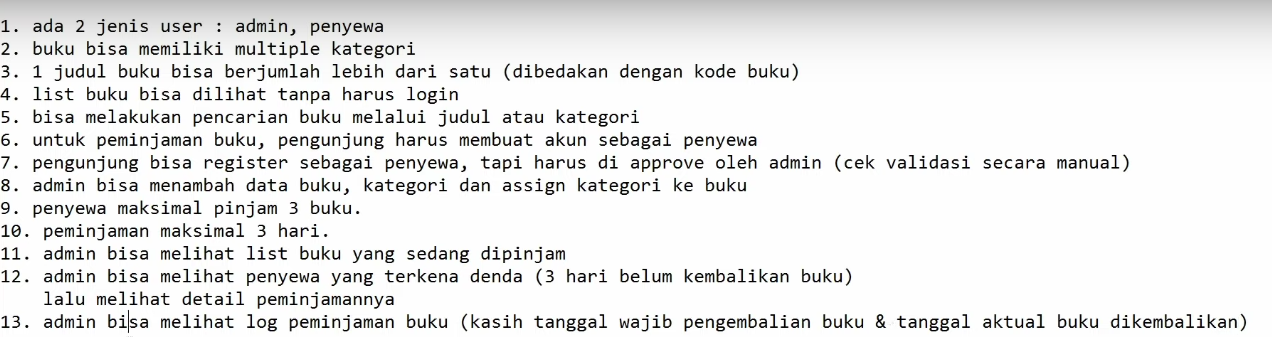 1. ada 2 jenis user : admin, penyewa
2. buku bisa memiliki multiple kategori
3. 1 judul buku bisa berjumlah lebih dari satu (dibedakan dengan kode buku)
4. list buku bisa dilihat tanpa harus login
5. bisa melakukan pencarian buku melalui judul atau kategori
6. untuk peminjaman buku, pengunjung harus membuat akun sebagai penyewa
7. pengunjung bisa register sebagai penyewa, tapi harus di approve oleh admin (cek validasi secara manual)
8. admin bisa menambah data buku, kategori dan assign kategori ke buku
9. penyewa maksimal pinjam 3 buku.
10. peminjaman maksimal 3 hari.
11. admin bisa melihat list buku yang sedang dipinjam
12. admin bisa melihat penyewa yang terkena denda (3 hari belum kembalikan buku)
lalu melihat detail peminjamannya
13. admin bisa melihat log peminjaman buku (kasih tanggal wajib pengembalian buku & tanggal aktual buku dikembalikan)